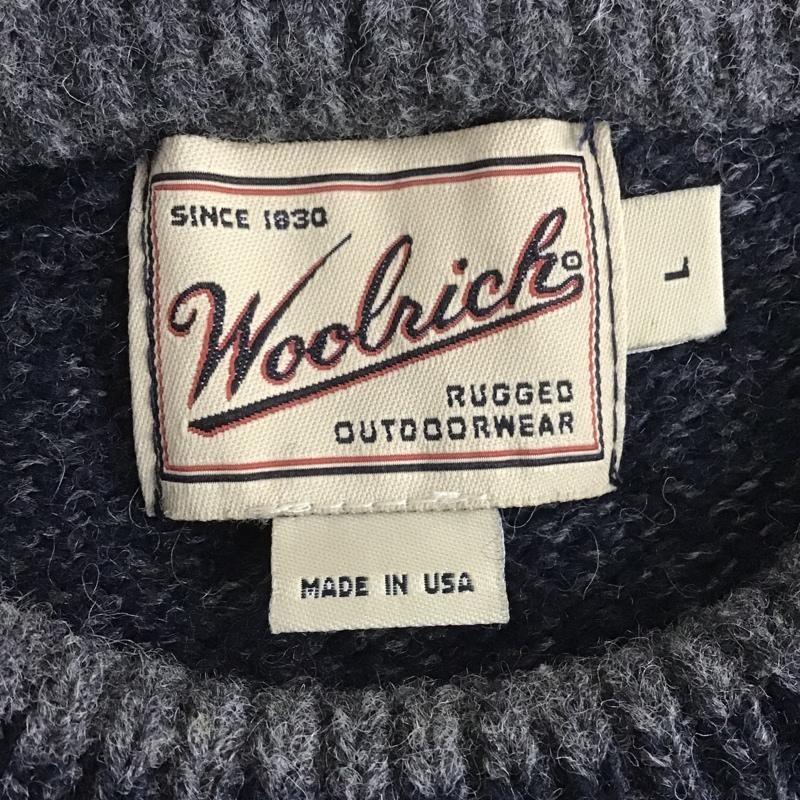 SINCE 1830
Woolrich®
RUGGED
OUTDOORWEAR
L
MADE IN USA